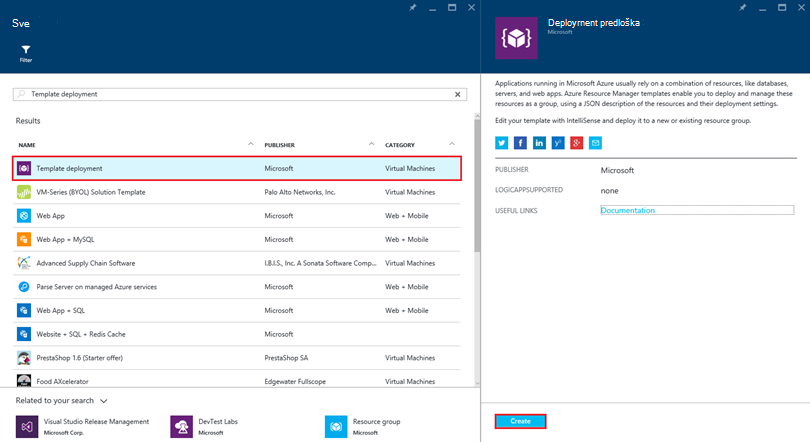 Sve
Filter
Template deployment
Results
NAME PUBLISHER CATEGORY
Template deployment Microsoft Virtual Machines
VM-Series (BYOL) Solution Template Palo Alto Networks, Inc. Virtual Machines
Web App Microsoft Web + Mobile
Web App + MySQL Microsoft Web + Mobile
Advanced Supply Chain Software I.B.I.S., Inc. A Sonata Software Comp... Virtual Machines
Parse Server on managed Azure services Microsoft Web + Mobile
Web App + SQL Microsoft Web + Mobile
Website + SQL + Redis Cache Microsoft
PrestaShop 1.6 (Starter offer) PrestaShop SA Virtual Machines
Food AXcelerator Edgewater Fullscope Virtual Machines
Related to your search
Visual Studio Release Management
Microsoft Corp.
DevTest Labs
Microsoft
Resource group
Microsoft
Deployment predloška
Microsoft
Applications running in Microsoft Azure usually rely on a combination of resources, like databases,
servers, and web apps. Azure Resource Manager templates enable you to deploy and manage these
resources as a group, using a JSON description of the resources and their deployment settings.
Edit your template with IntelliSense and deploy it to a new or existing resource group.
PUBLISHER Microsoft
LOGICAPPSUPPORTED none
USEFUL LINKS Documentation
Create